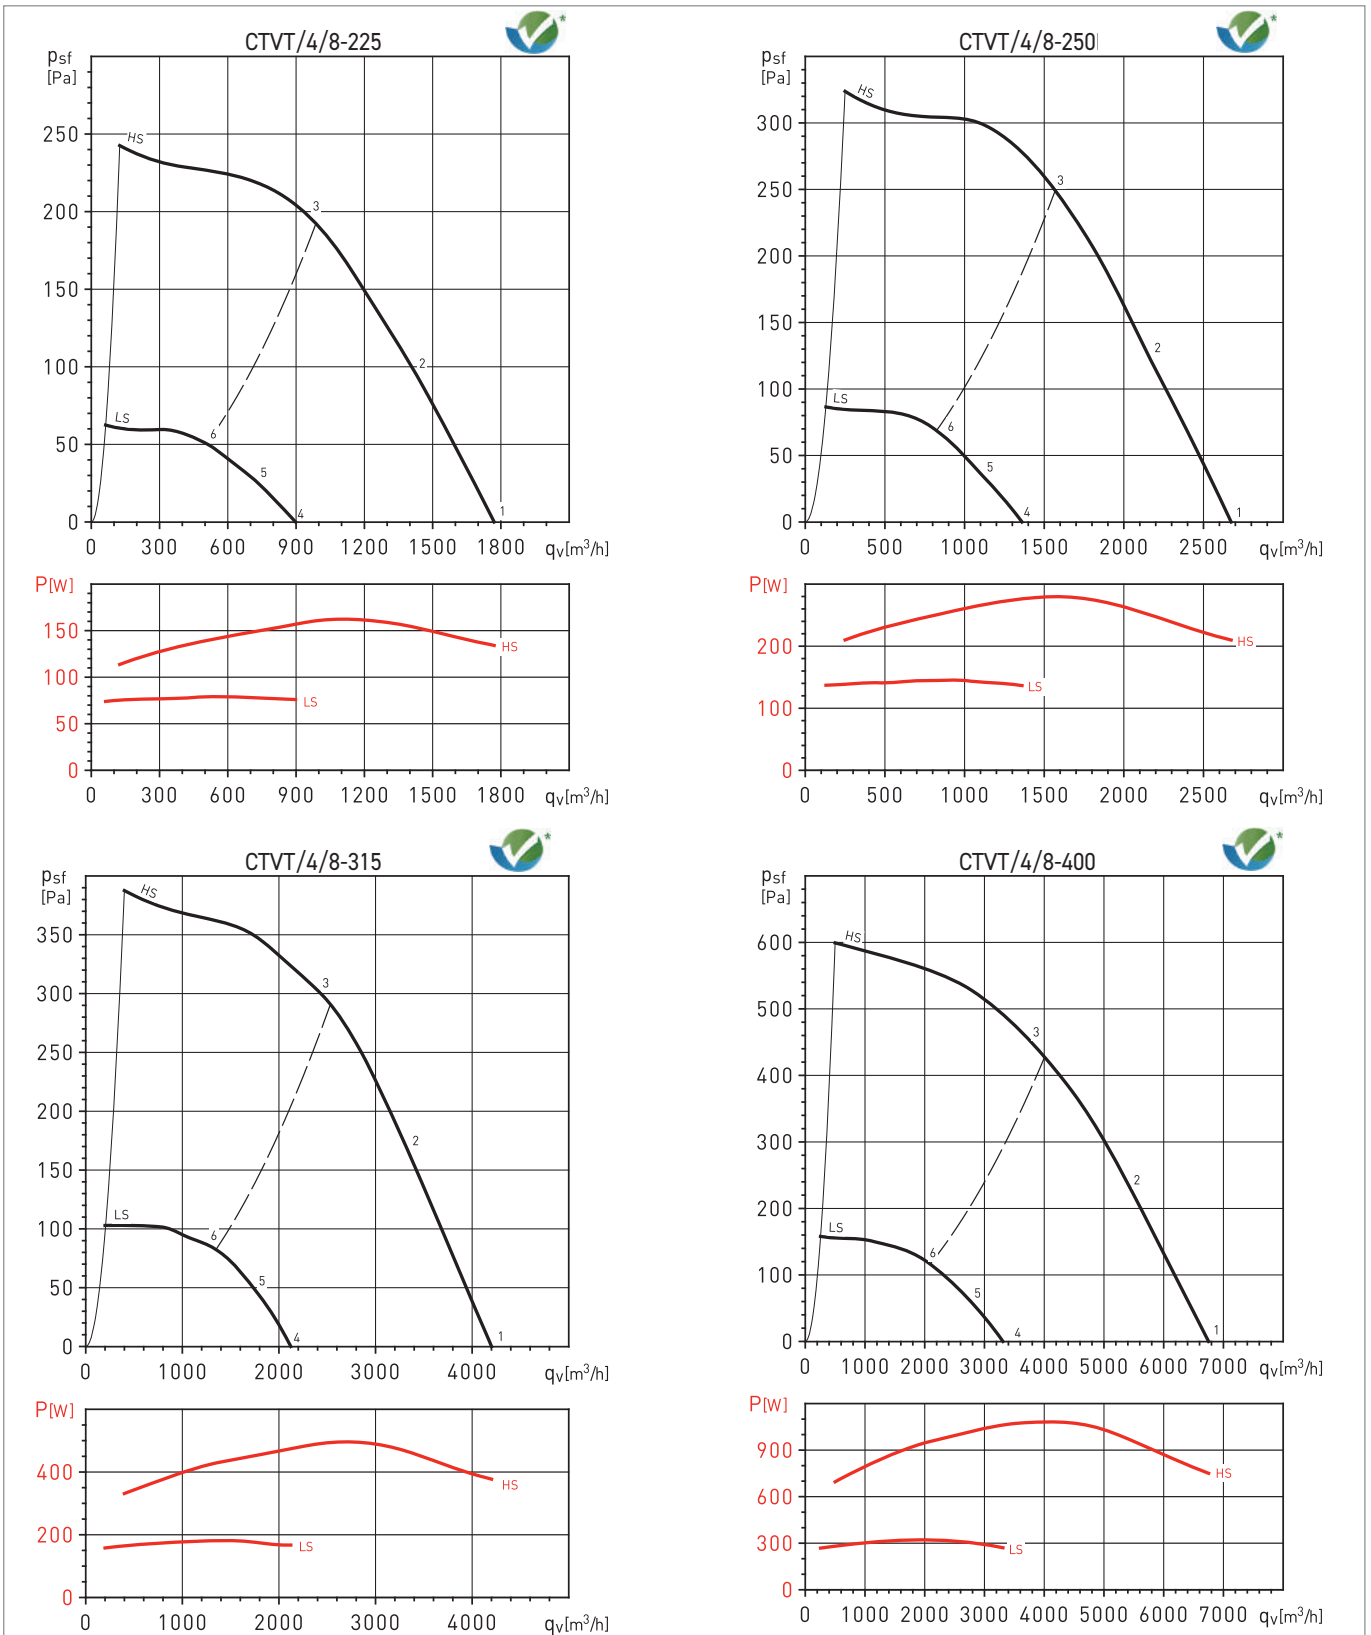 CTVT/4/8-225
*
psf
[Pa]
HS
250
200
3
150
100
2
LS
50
6
5
4
1
0
0 300 600 900 1200 1500 1800 qv[m³/h]
P[W]
150
HS
100
LS
50
0
0 300 600 900 1200 1500 1800 qv[m³/h]
CTVT/4/8-250
*
psf
[Pa]
HS
300
250
3
200
150
2
100
LS
6
50
5
4
1
0
0 500 1000 1500 2000 2500 qv[m³/h]
P[W]
200
HS
LS
100
0
0 500 1000 1500 2000 2500 qv[m³/h]
CTVT/4/8-315
*
psf
[Pa]
HS
350
300
3
250
200
2
150
LS
100
6
50
5
4
1
0
0 1000 2000 3000 4000 qv[m³/h]
P[W]
400
HS
200
LS
0
0 1000 2000 3000 4000 qv[m³/h]
CTVT/4/8-400
*
psf
[Pa]
HS
600
500
3
400
300
200
2
LS
100
6
5
4
1
0
0 1000 2000 3000 4000 5000 6000 7000 qv[m³/h]
P[W]
900
HS
600
300
LS
0
0 1000 2000 3000 4000 5000 6000 7000 qv[m³/h]